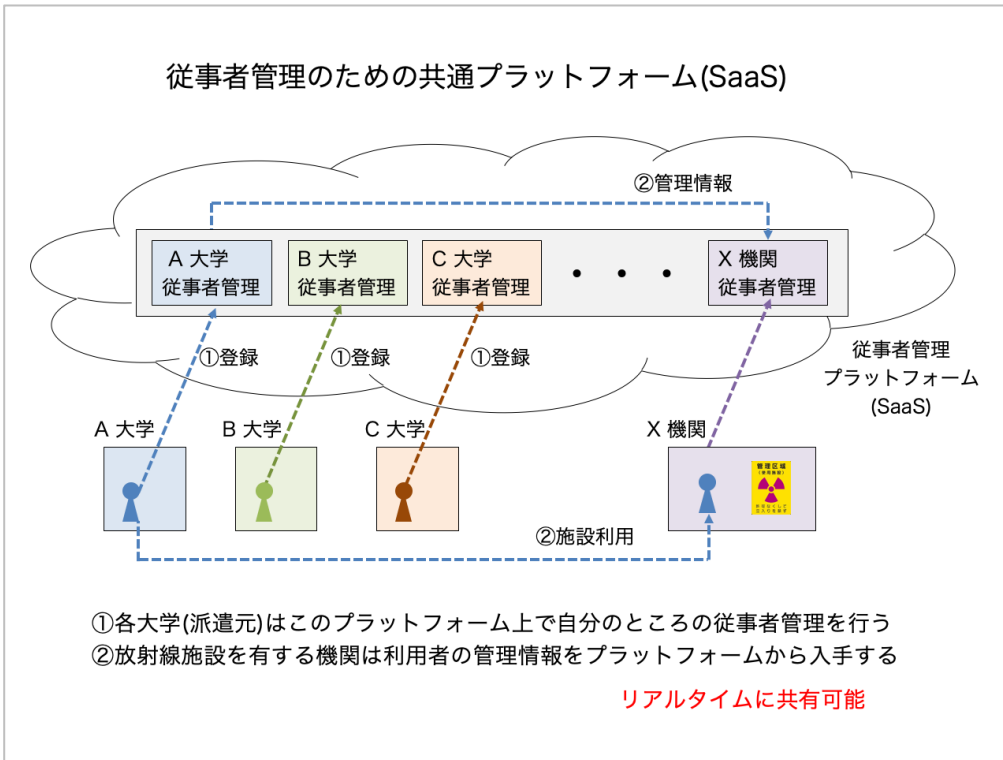 従事者管理のための共通プラットフォーム(SaaS)
②管理情報
A 大学
従事者管理
B 大学
従事者管理
C 大学
従事者管理
・・・
X 機関
従事者管理
①登録
①登録
①登録
従事者管理
プラットフォーム
(SaaS)
A 大学
B 大学
C 大学
X 機関
管理区域
②施設利用
①各大学(派遣元)はこのプラットフォーム上で自分のところの従事者管理を行う
②放射線施設を有する機関は利用者の管理情報をプラットフォームから入手する
リアルタイムに共有可能